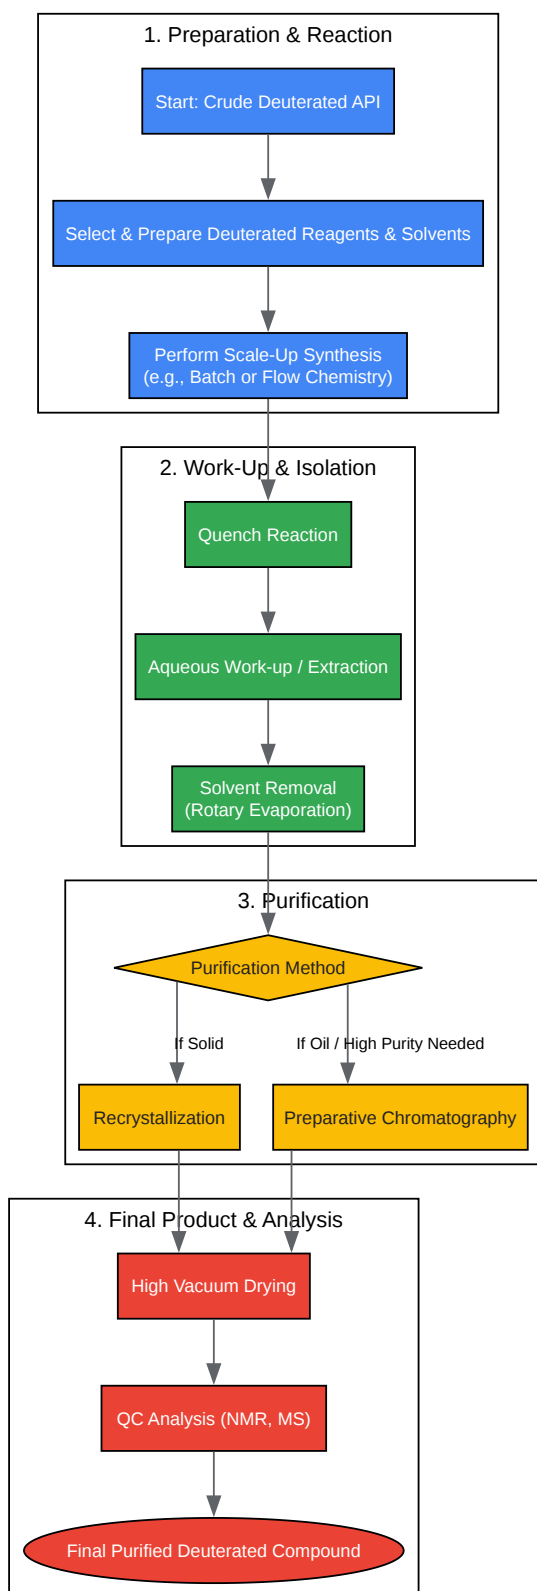 1. Preparation & Reaction
Start: Crude Deuterated API
Select & Prepare Deuterated Reagents & Solvents
Perform Scale-Up Synthesis
(e.g., Batch or Flow Chemistry)
2. Work-Up & Isolation
Quench Reaction
Aqueous Work-up / Extraction
Solvent Removal
(Rotary Evaporation)
3. Purification
Purification Method
If Solid
If Oil / High Purity Needed
Recrystallization
Preparative Chromatography
4. Final Product & Analysis
High Vacuum Drying
QC Analysis (NMR, MS)
Final Purified Deuterated Compound